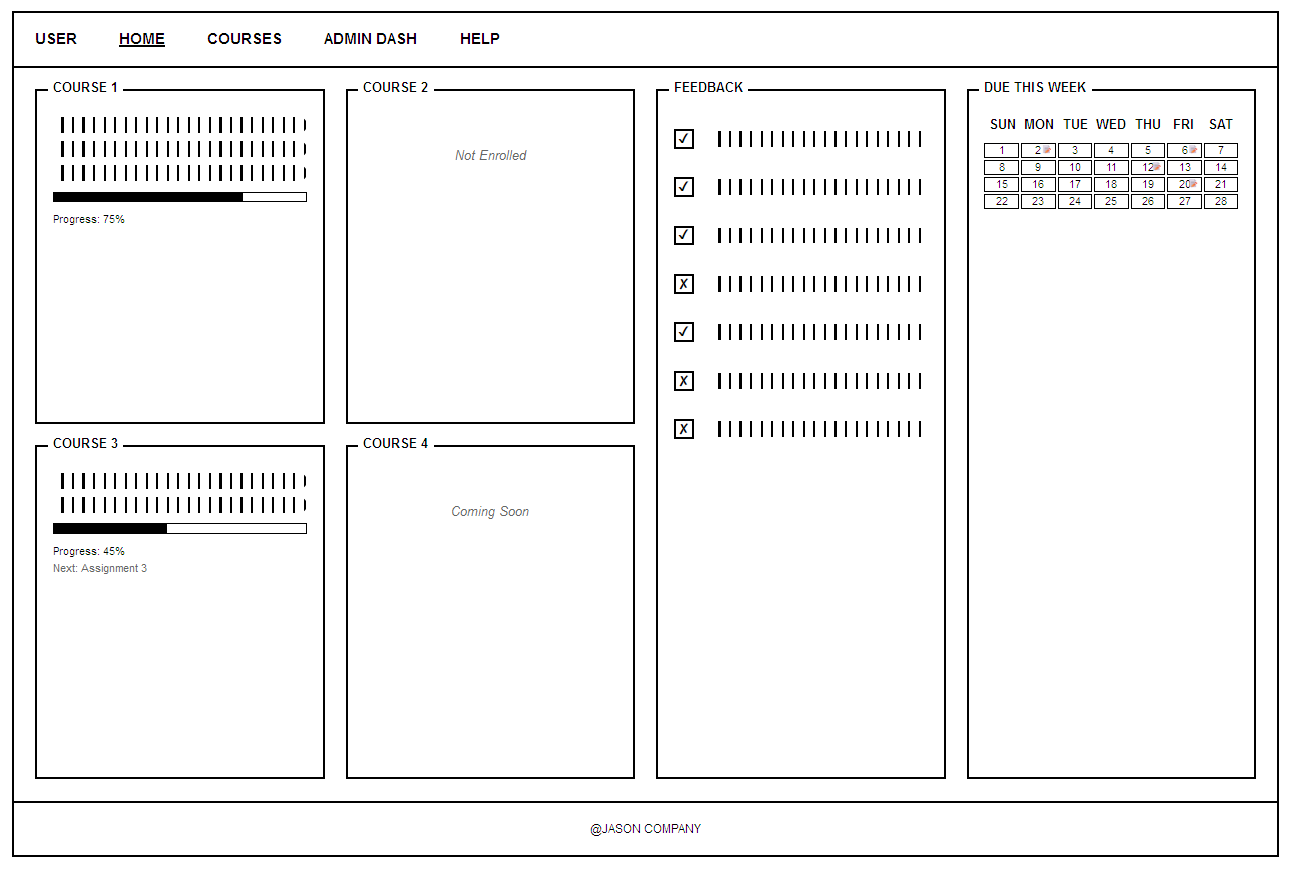 USER HOME COURSES ADMIN DASH HELP
COURSE 1
Progress: 75%
COURSE 2
Not Enrolled
COURSE 3
Progress: 45%
Next: Assignment 3
COURSE 4
Coming Soon
FEEDBACK
✓
✓
✓
✗
✓
✗
✗
DUE THIS WEEK
SUN MON TUE WED THU FRI SAT
1 2 3 4 5 6 7
8 9 10 11 12 13 14
15 16 17 18 19 20 21
22 23 24 25 26 27 28
@JASON COMPANY